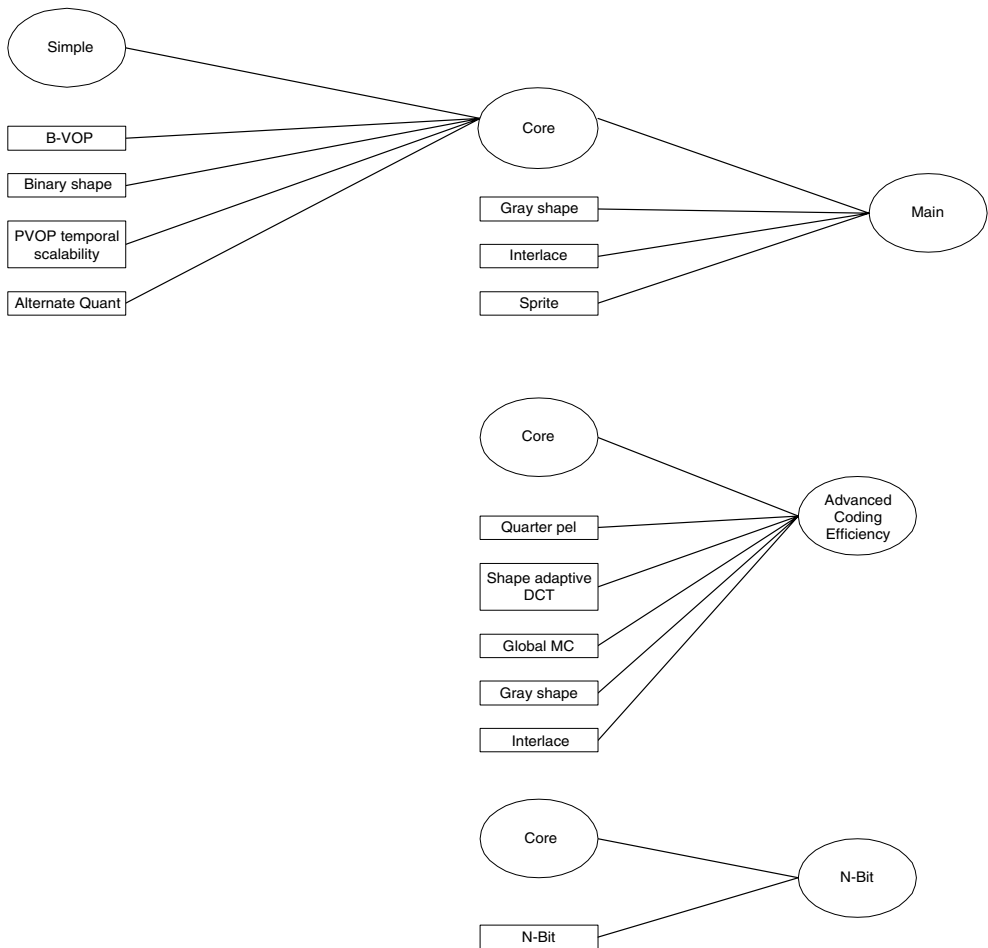 Simple
B-VOP
Binary shape
PVOP temporal
scalability
Alternate Quant
Core
Gray shape
Interlace
Sprite
Main
Core
Quarter pel
Shape adaptive
DCT
Global MC
Gray shape
Interlace
Advanced
Coding
Efficiency
Core
N-Bit
N-Bit